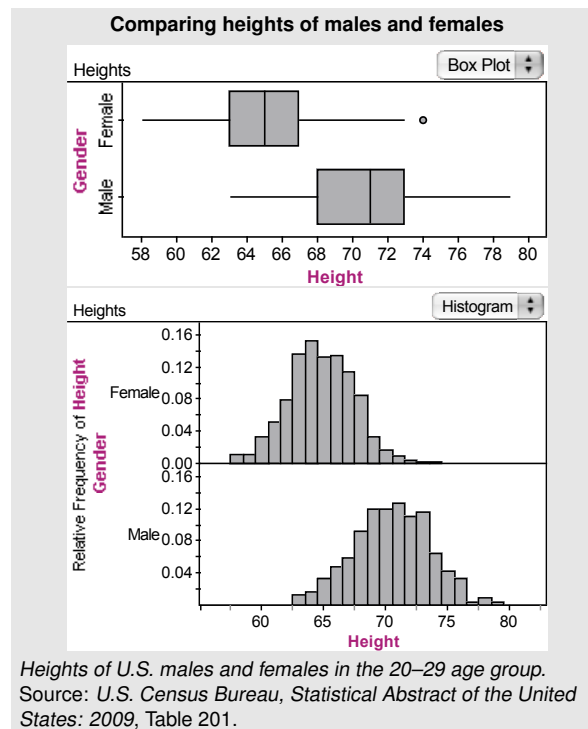 Comparing heights of males and females
Heights
Box Plot
Gender
Female
Male
58 60 62 64 66 68 70 72 74 76 78 80
Height
Heights
Histogram
Relative Frequency of Height
Gender
0.16
0.12
Female
0.08
0.04
0.00
0.16
0.12
Male
0.08
0.04
60 65 70 75 80
Height
Heights of U.S. males and females in the 20–29 age group.
Source: U.S. Census Bureau, Statistical Abstract of the United
States: 2009, Table 201.